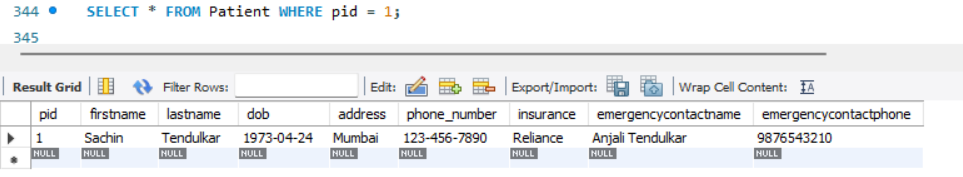 344 SELECT * FROM Patient WHERE pid = 1;
345
Result Grid Filter Rows: Edit: Export/Import: Wrap Cell Content:
pid firstname lastname dob address phone_number insurance emergencycontactname emergencycontactphone
1 Sachin Tendulkar 1973-04-24 Mumbai 123-456-7890 Reliance Anjali Tendulkar 9876543210
NULL NULL NULL NULL NULL NULL NULL NULL NULL